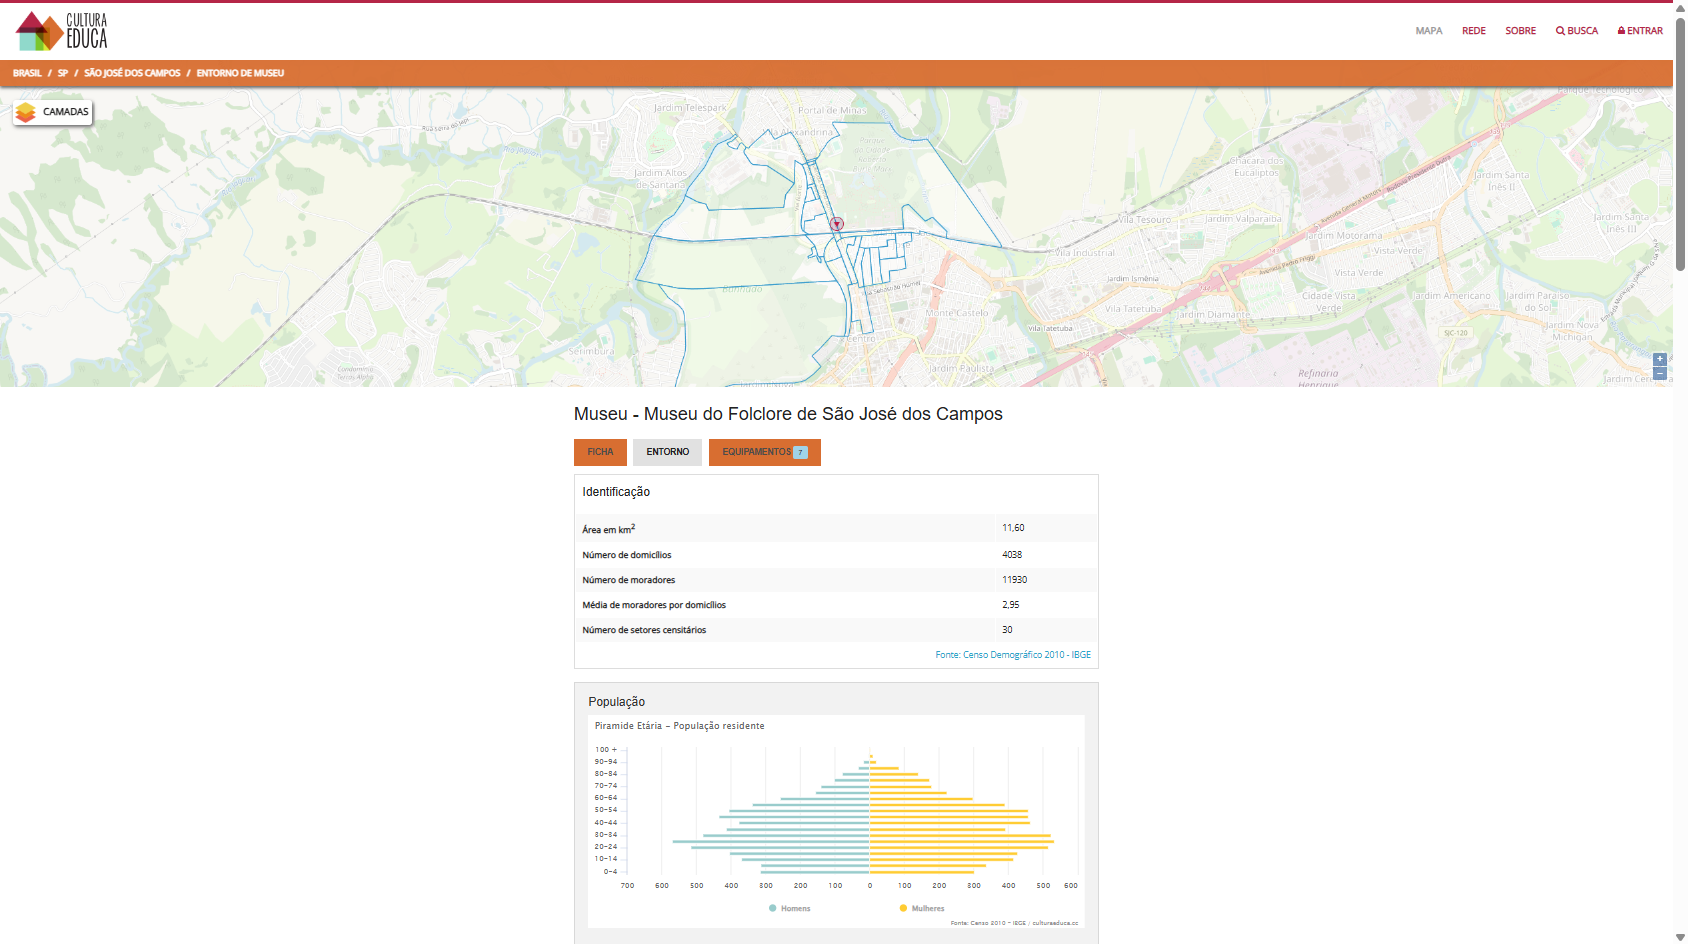 CULTURA
EDUCA
MAPA
REDE
SOBRE
BUSCA
ENTRAR
BRASIL / SP / SÃO JOSÉ DOS CAMPOS / ENTORNO DE MUSEU
CAMADAS
Jardim Telespark
Portal de Minas
Vila Alexandrina
Jardim Altos
de Santana
Parque
da Cidade
Chácara dos
Eucaliptos
Jardim Santa
Inês II
Vila Tesouro
Jardim Valparaíba
Jardim Santa
Inês III
Jardim Motorama
Vila Industrial
Vista Verde
Vista Verde
Jardim Ismênia
Banhado
Cidade Vista
Verde
Jardim Americano
Jardim Paraíso
do Sol
Monte Castelo
Vila Tatetuba
Jardim Diamante
Vila Tatetuba
SJC-120
Jardim Nova
Michigan
Centro
Serimbura
Jardim Paulista
Refinaria
Henrique
+
−
Museu - Museu do Folclore de São José dos Campos
FICHA
ENTORNO
EQUIPAMENTOS 7
Identificação
Área em km2 11,60
Número de domicílios 4038
Número de moradores 11930
Média de moradores por domicílios 2,95
Número de setores censitários 30
Fonte: Censo Demográfico 2010 - IBGE
População
Piramide Etária – População residente
100 +
90–94
80–84
70–74
60–64
50–54
40–44
30–34
20–24
10–14
0–4
700 600 500 400 300 200 100 0 100 200 300 400 500 600
Homens
Mulheres
Fonte: Censo 2010 – IBGE / culturaeduca.cc